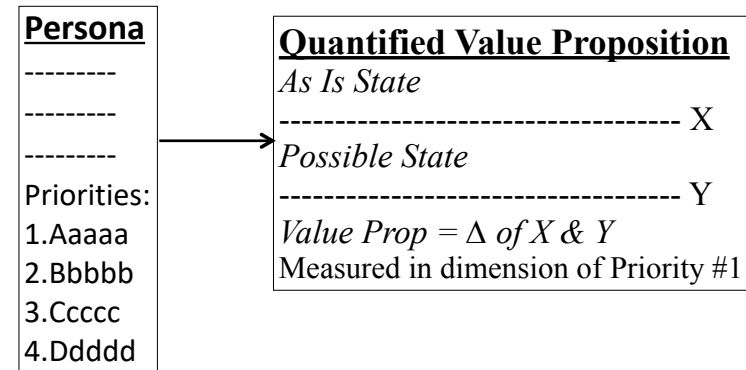 Persona
---------
---------
---------
Priorities:
1.Aaaaa
2.Bbbbb
3.Ccccc
4.Ddddd
Quantified Value Proposition
As Is State
------------------------------------ X
Possible State
------------------------------------ Y
Value Prop = Δ of X & Y
Measured in dimension of Priority #1